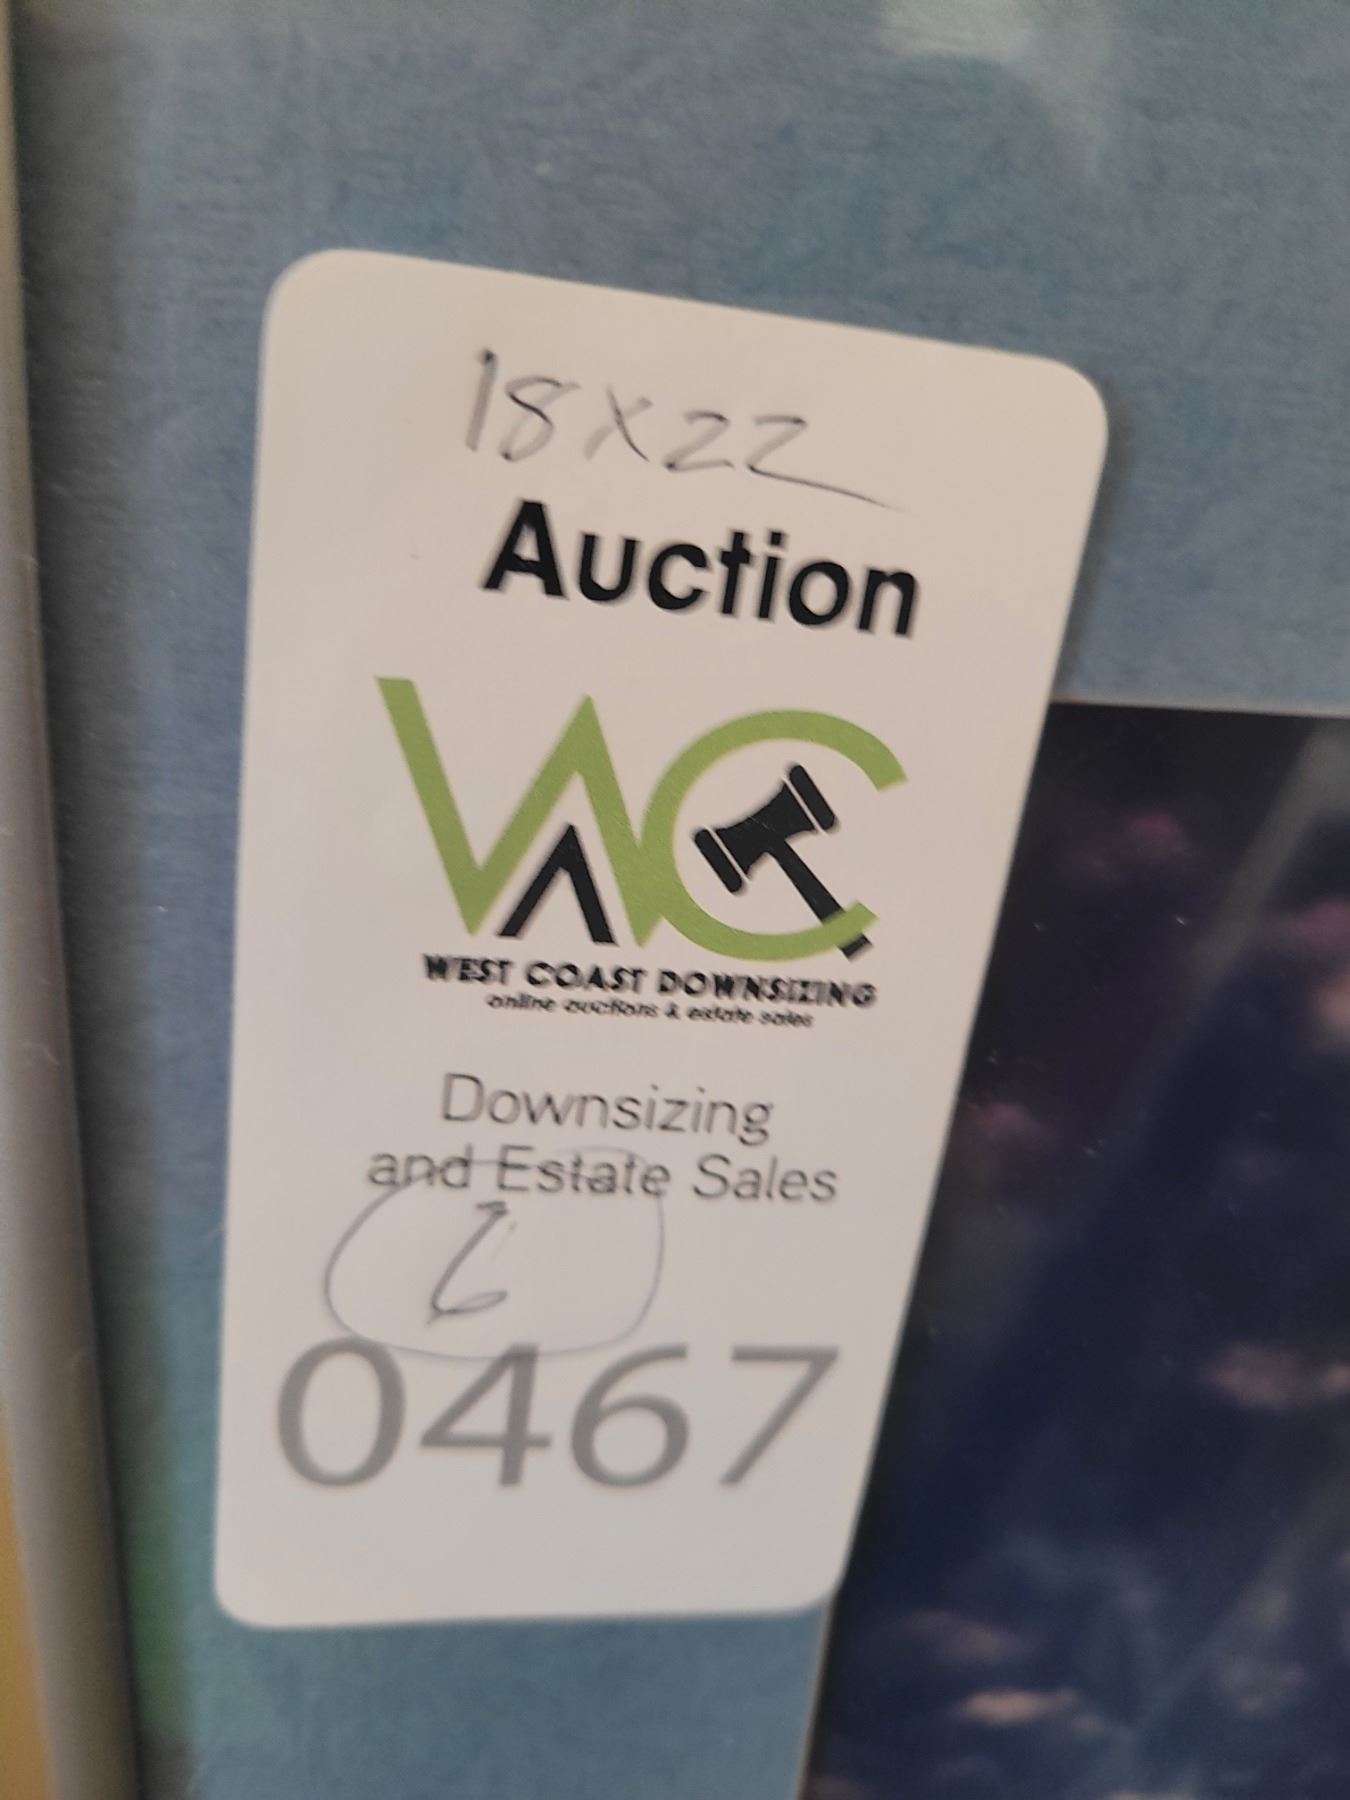 18x22
Auction
WC
WEST COAST DOWNSIZING
online auctions & estate sales
Downsizing
and Estate Sales
6
0467